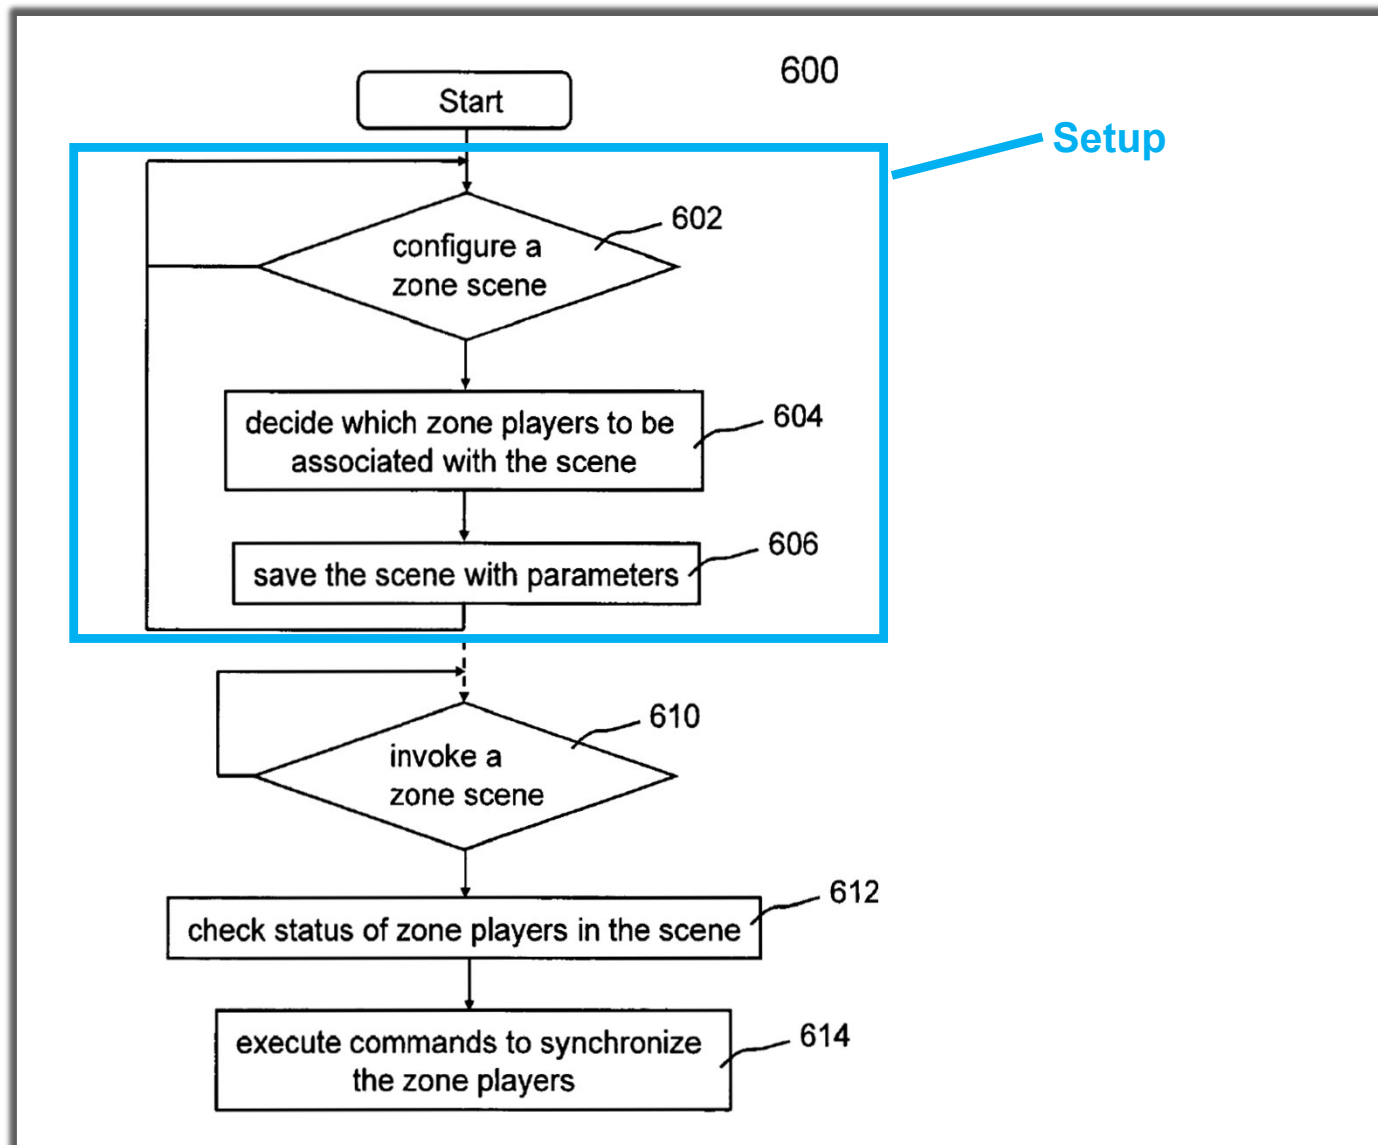 600
Start
Setup
602
configure a
zone scene
604
decide which zone players to be
associated with the scene
606
save the scene with parameters
610
invoke a
zone scene
612
check status of zone players in the scene
614
execute commands to synchronize
the zone players